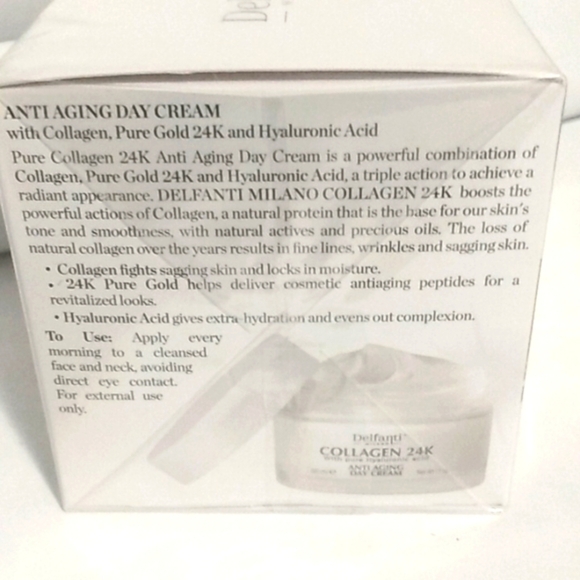 Del
ANTI AGING DAY CREAM
with Collagen, Pure Gold 24K and Hyaluronic Acid
Pure Collagen 24K Anti Aging Day Cream is a powerful combination of
Collagen, Pure Gold 24K and Hyaluronic Acid, a triple action to achieve a
radiant appearance. DELFANTI MILANO COLLAGEN 24K boosts the
powerful actions of Collagen, a natural protein that is the base for our skin's
tone and smoothness, with natural actives and precious oils. The loss of
natural collagen over the years results in fine lines, wrinkles and sagging skin.
• Collagen fights sagging skin and locks in moisture.
• 24K Pure Gold helps deliver cosmetic antiaging peptides for a
revitalized looks.
• Hyaluronic Acid gives extra-hydration and evens out complexion.
To Use: Apply every
morning to a cleansed
face and neck, avoiding
direct eye contact.
For external use
only.
Delfanti
MILANO
COLLAGEN 24K
with pure hyaluronic acid
ANTI AGING
DAY CREAM